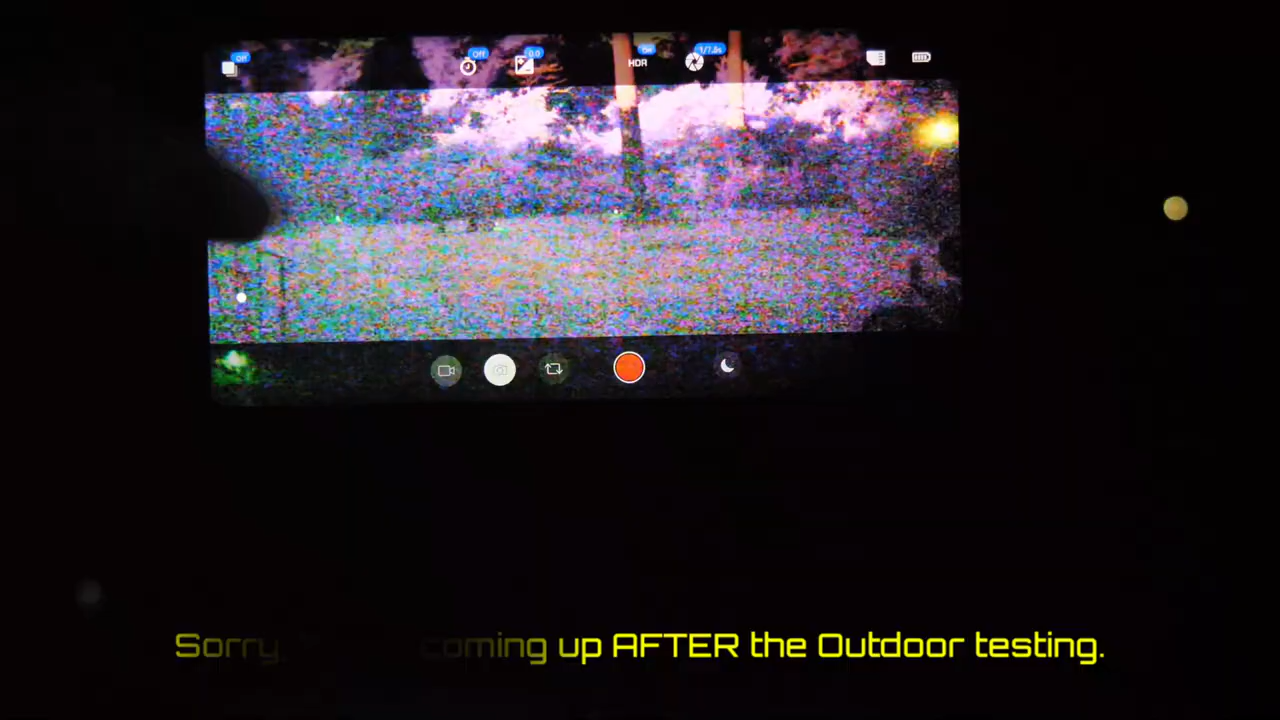 Off
Off
0.0
HDR
1/7.8s
Sorry. coming up AFTER the Outdoor testing.